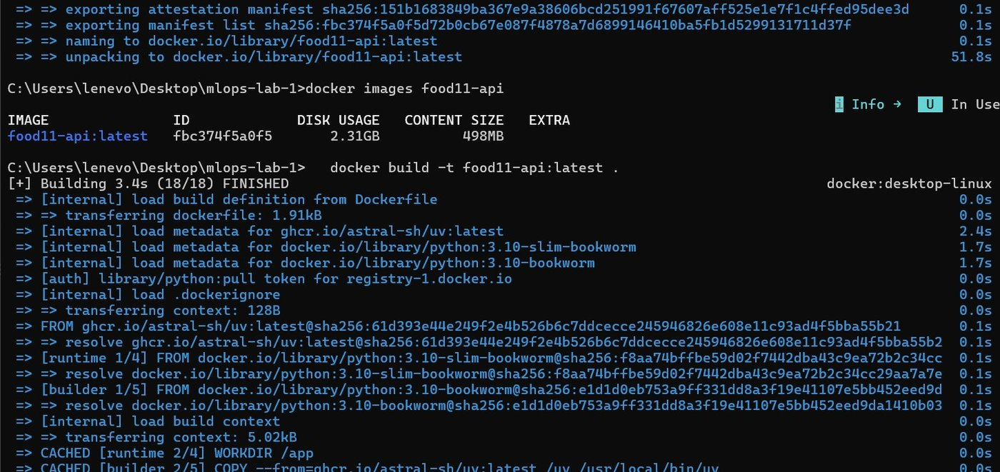 => => exporting attestation manifest sha256:151b1683849ba367e9a38606bcd251991f67607aff525e1e7f1c4ffed95dee3d 0.1s
=> => exporting manifest list sha256:fbc374f5a0f5d72b0cb67e087f4878a7d6899146410ba5fb1d5299131711d37f 0.1s
=> => naming to docker.io/library/food11-api:latest 0.1s
=> => unpacking to docker.io/library/food11-api:latest 51.8s
C:\Users\lenevo\Desktop\mlops-lab-1>docker images food11-api
i Info → U In Use
IMAGE ID DISK USAGE CONTENT SIZE EXTRA
food11-api:latest fbc374f5a0f5 2.31GB 498MB
C:\Users\lenevo\Desktop\mlops-lab-1> docker build -t food11-api:latest .
[+] Building 3.4s (18/18) FINISHED docker:desktop-linux
=> [internal] load build definition from Dockerfile 0.0s
=> => transferring dockerfile: 1.91kB 0.0s
=> [internal] load metadata for ghcr.io/astral-sh/uv:latest 2.4s
=> [internal] load metadata for docker.io/library/python:3.10-slim-bookworm 1.7s
=> [internal] load metadata for docker.io/library/python:3.10-bookworm 1.7s
=> [auth] library/python:pull token for registry-1.docker.io 0.0s
=> [internal] load .dockerignore 0.0s
=> => transferring context: 128B 0.0s
=> FROM ghcr.io/astral-sh/uv:latest@sha256:61d393e44e249f2e4b526b6c7ddcecce245946826e608e11c93ad4f5bba55b21 0.1s
=> => resolve ghcr.io/astral-sh/uv:latest@sha256:61d393e44e249f2e4b526b6c7ddcecce245946826e608e11c93ad4f5bba55b2 0.1s
=> [runtime 1/4] FROM docker.io/library/python:3.10-slim-bookworm@sha256:f8aa74bffbe59d02f7442dba43c9ea72b2c34cc 0.1s
=> => resolve docker.io/library/python:3.10-slim-bookworm@sha256:f8aa74bffbe59d02f7442dba43c9ea72b2c34cc29aa7a7e 0.1s
=> [builder 1/5] FROM docker.io/library/python:3.10-bookworm@sha256:e1d1d0eb753a9ff331dd8a3f19e41107e5bb452eed9d 0.1s
=> => resolve docker.io/library/python:3.10-bookworm@sha256:e1d1d0eb753a9ff331dd8a3f19e41107e5bb452eed9da1410b03 0.1s
=> [internal] load build context 0.0s
=> => transferring context: 5.02kB 0.0s
=> CACHED [runtime 2/4] WORKDIR /app 0.0s
=> CACHED [builder 2/5] COPY --from=ghcr.io/astral-sh/uv:latest /uv /usr/local/bin/uv 0.0s